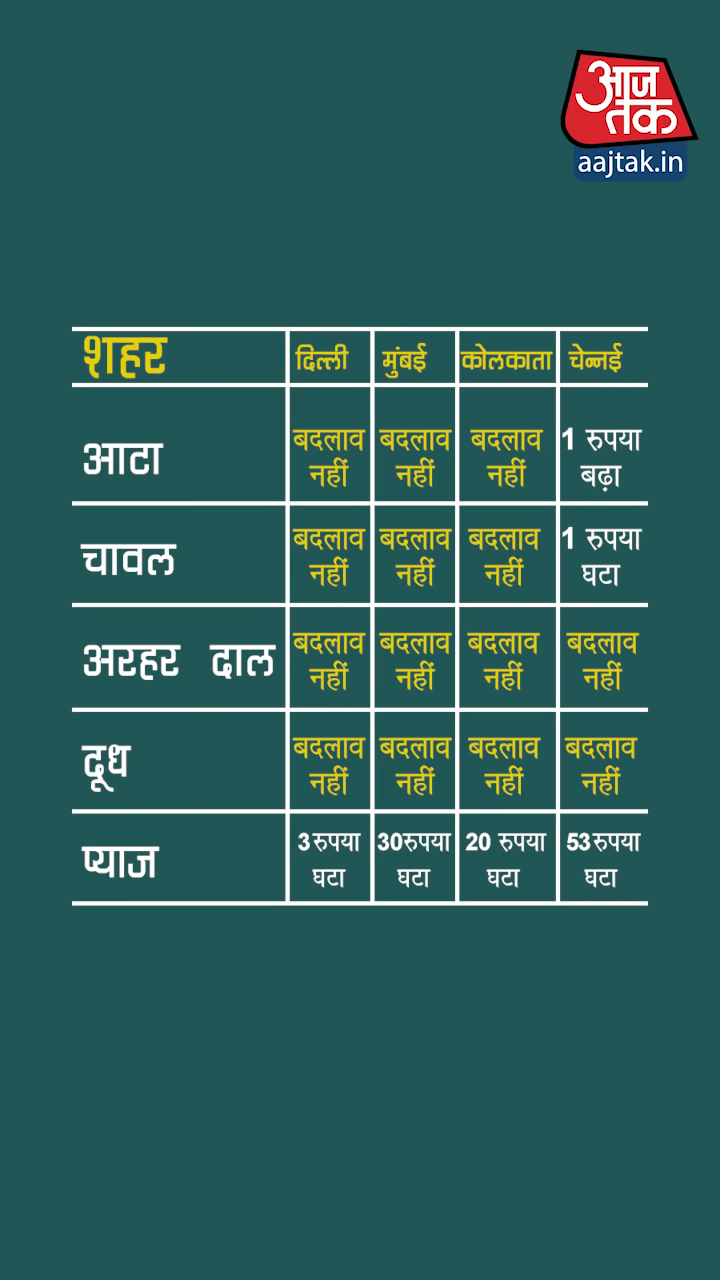 आज
तक
aajtak.in
शहर दिल्ली मुंबई कोलकाता चेन्नई
आटा बदलाव नहीं बदलाव नहीं बदलाव नहीं 1 रुपया बढ़ा
चावल बदलाव नहीं बदलाव नहीं बदलाव नहीं 1 रुपया घटा
अरहर दाल बदलाव नहीं बदलाव नहीं बदलाव नहीं बदलाव नहीं
दूध बदलाव नहीं बदलाव नहीं बदलाव नहीं बदलाव नहीं
प्याज 3 रुपया घटा 30रुपया घटा 20 रुपया घटा 53 रुपया घटा